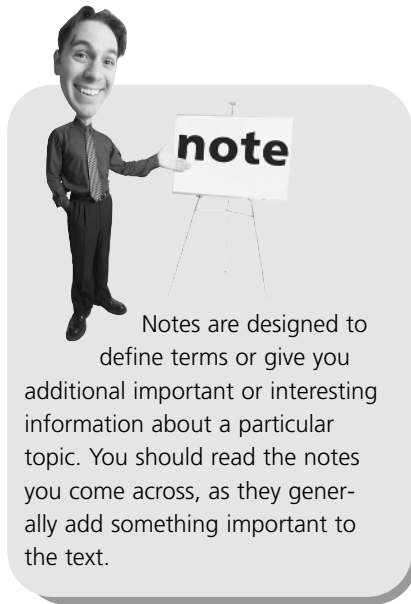 note
Notes are designed to
define terms or give you
additional important or interesting
information about a particular
topic. You should read the notes
you come across, as they gener-
ally add something important to
the text.